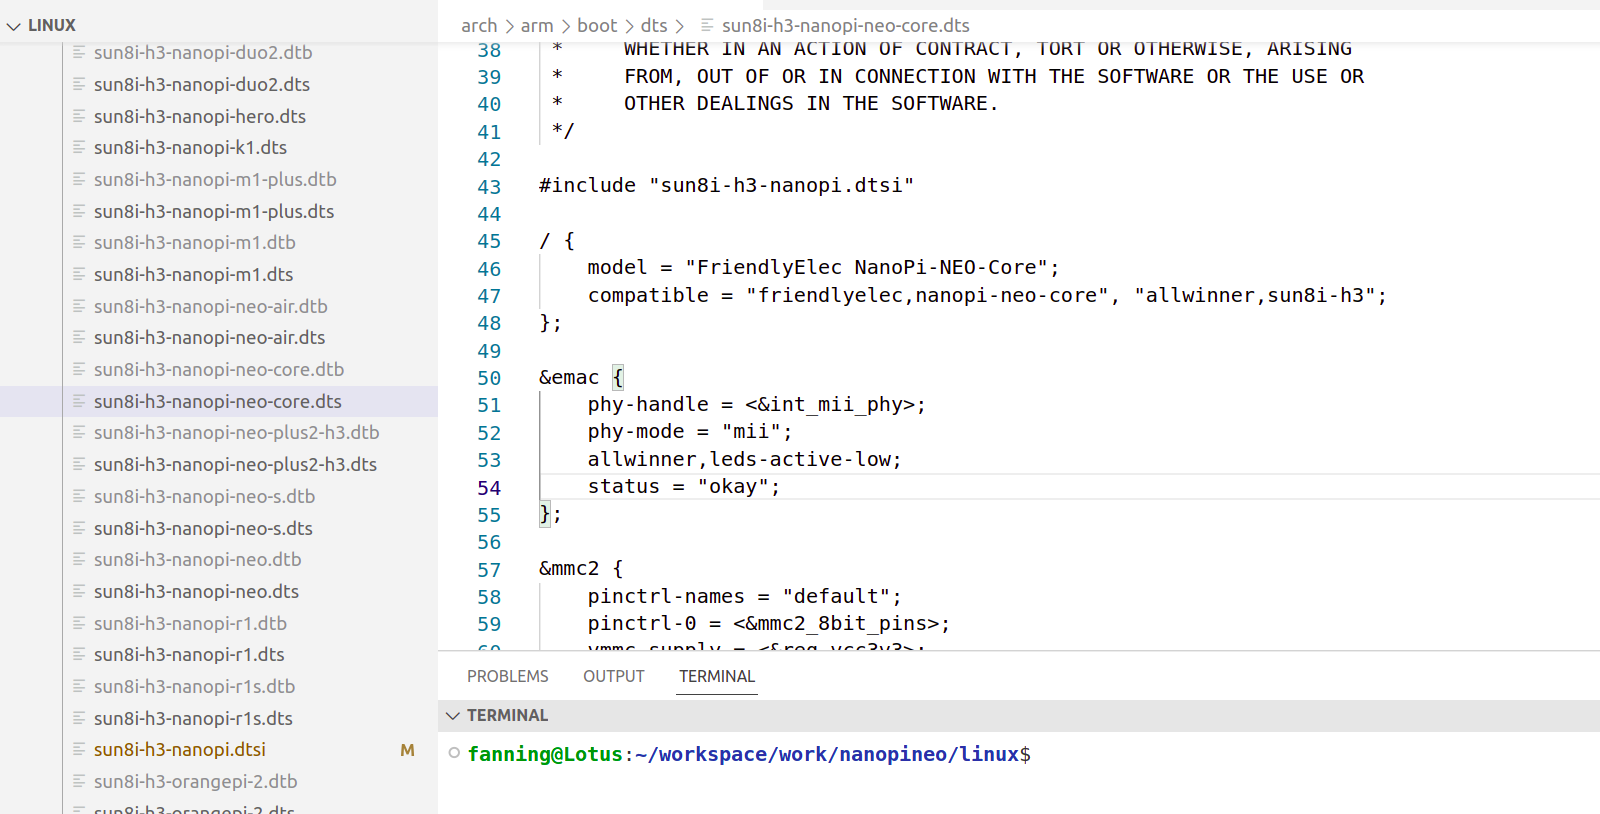 LINUX
sun8i-h3-nanopi-duo2.dtb
sun8i-h3-nanopi-duo2.dts
sun8i-h3-nanopi-hero.dts
sun8i-h3-nanopi-k1.dts
sun8i-h3-nanopi-m1-plus.dtb
sun8i-h3-nanopi-m1-plus.dts
sun8i-h3-nanopi-m1.dtb
sun8i-h3-nanopi-m1.dts
sun8i-h3-nanopi-neo-air.dtb
sun8i-h3-nanopi-neo-air.dts
sun8i-h3-nanopi-neo-core.dtb
sun8i-h3-nanopi-neo-core.dts
sun8i-h3-nanopi-neo-plus2-h3.dtb
sun8i-h3-nanopi-neo-plus2-h3.dts
sun8i-h3-nanopi-neo-s.dtb
sun8i-h3-nanopi-neo-s.dts
sun8i-h3-nanopi-neo.dtb
sun8i-h3-nanopi-neo.dts
sun8i-h3-nanopi-r1.dtb
sun8i-h3-nanopi-r1.dts
sun8i-h3-nanopi-r1s.dtb
sun8i-h3-nanopi-r1s.dts
sun8i-h3-nanopi.dtsi M
sun8i-h3-orangepi-2.dtb
sun8i-h3-orangepi-2.dts
arch > arm > boot > dts > sun8i-h3-nanopi-neo-core.dts
38 * WHETHER IN AN ACTION OF CONTRACT, TORT OR OTHERWISE, ARISING
39 * FROM, OUT OF OR IN CONNECTION WITH THE SOFTWARE OR THE USE OR
40 * OTHER DEALINGS IN THE SOFTWARE.
41 */
42
43 #include "sun8i-h3-nanopi.dtsi"
44
45 / {
46 model = "FriendlyElec NanoPi-NEO-Core";
47 compatible = "friendlyelec,nanopi-neo-core", "allwinner,sun8i-h3";
48 };
49
50 &emac {
51 phy-handle = <&int_mii_phy>;
52 phy-mode = "mii";
53 allwinner,leds-active-low;
54 status = "okay";
55 };
56
57 &mmc2 {
58 pinctrl-names = "default";
59 pinctrl-0 = <&mmc2_8bit_pins>;
60 vmmc-supply = <&reg_vcc3v3>;
PROBLEMS OUTPUT TERMINAL
TERMINAL
fanning@Lotus:~/workspace/work/nanopineo/linux$